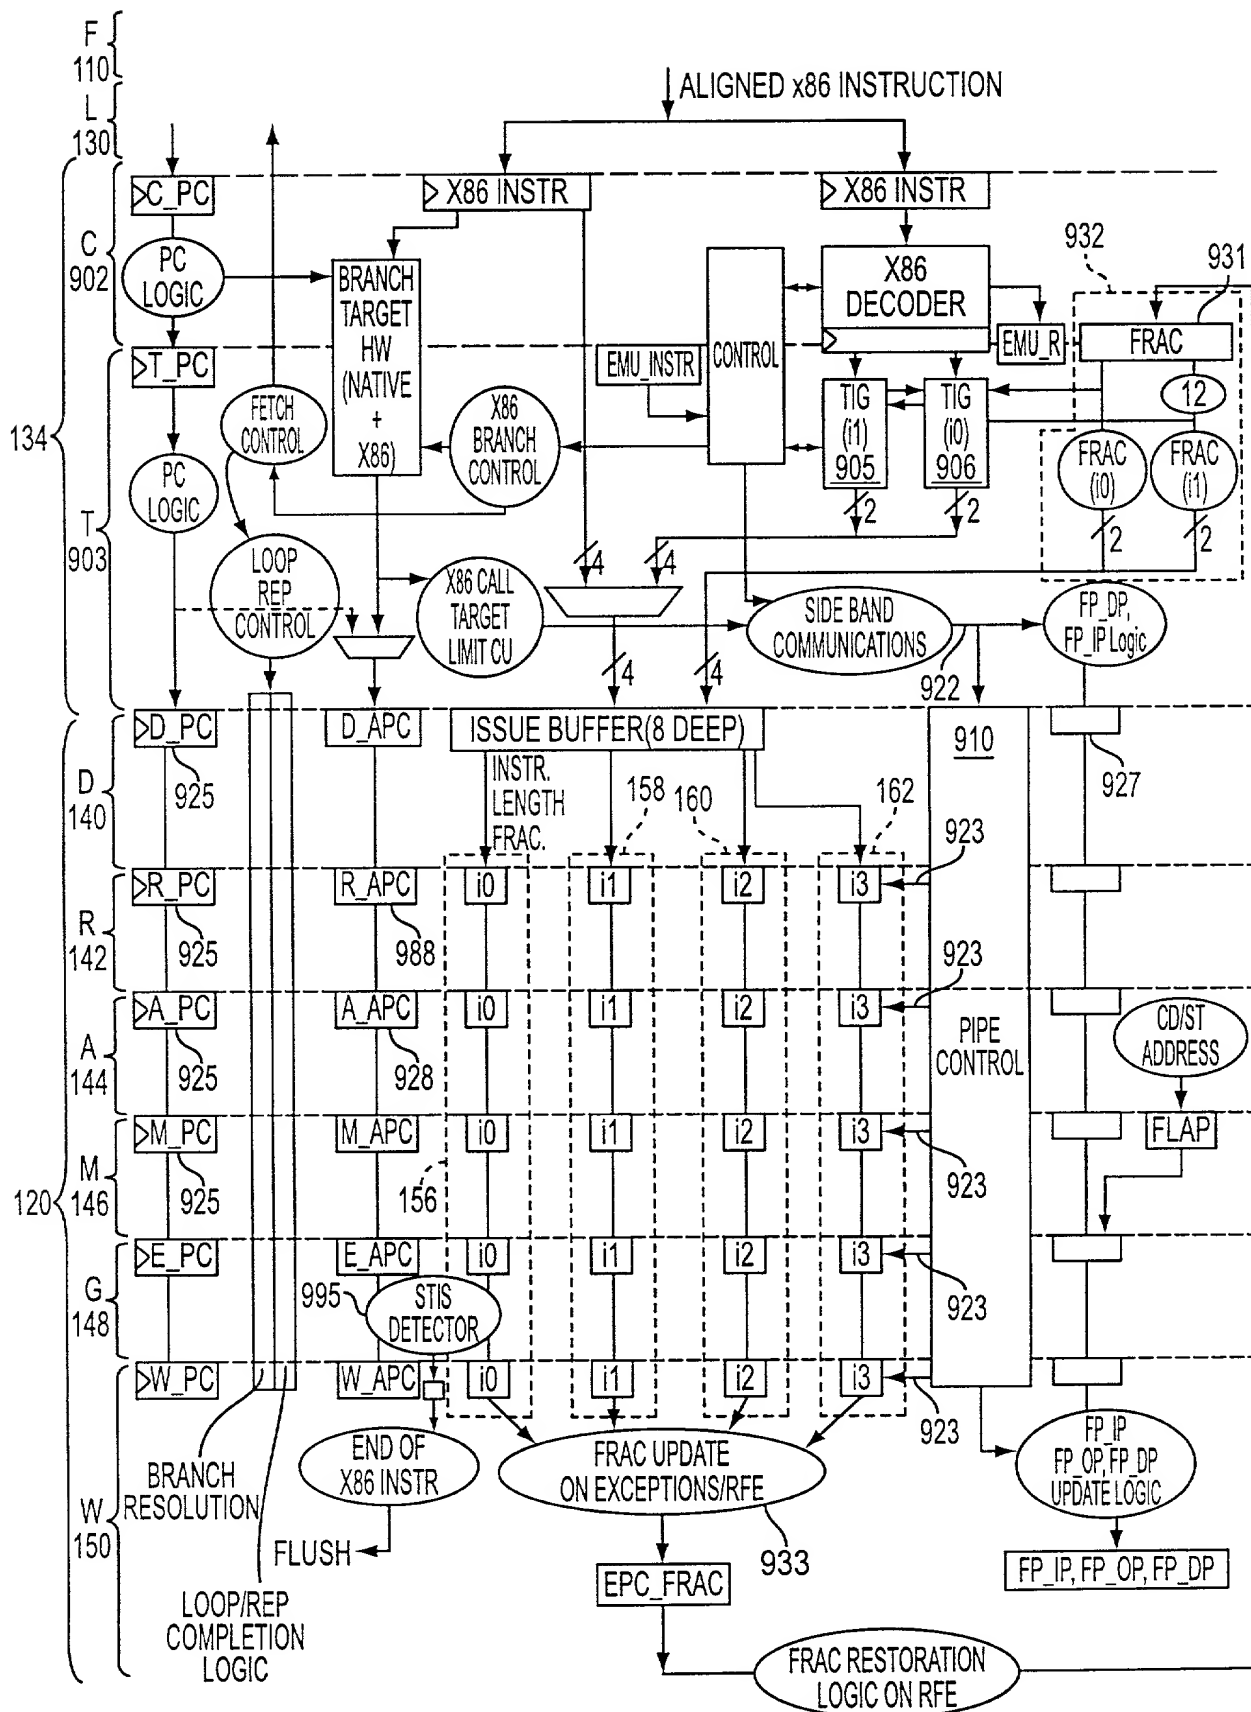 F
110
L
130
ALIGNED x86 INSTRUCTION
134
C
902
C_PC
X86 INSTR
X86 INSTR
932
931
PC
LOGIC
BRANCH
TARGET
HW
(NATIVE
+
X86)
CONTROL
X86
DECODER
EMU_R
FRAC
12
T
903
T_PC
EMU_INSTR
FETCH
CONTROL
X86
BRANCH
CONTROL
TIG
(i1)
905
TIG
(i0)
906
FRAC
(i0)
FRAC
(i1)
PC
LOGIC
2
2
2
2
LOOP
REP
CONTROL
X86 CALL
TARGET
LIMIT CU
4
4
SIDE BAND
COMMUNICATIONS
FP_DP,
FP_IP Logic
4
4
922
120
D
140
D_PC
925
D_APC
ISSUE BUFFER(8 DEEP)
910
927
INSTR.
LENGTH
FRAC.
158
160
162
923
R
142
R_PC
925
R_APC
988
i0
i1
i2
i3
923
A
144
A_PC
925
A_APC
928
i0
i1
i2
i3
PIPE
CONTROL
CD/ST
ADDRESS
M
146
M_PC
925
M_APC
156
i0
i1
i2
i3
923
FLAP
G
148
E_PC
E_APC
i0
i1
i2
i3
923
995
STIS
DETECTOR
W
150
W_PC
W_APC
i0
i1
i2
i3
923
BRANCH
RESOLUTION
END OF
X86 INSTR
FRAC UPDATE
ON EXCEPTIONS/RFE
FP_IP
FP_OP, FP_DP
UPDATE LOGIC
FLUSH
933
LOOP/REP
COMPLETION
LOGIC
EPC_FRAC
FP_IP, FP_OP, FP_DP
FRAC RESTORATION
LOGIC ON RFE